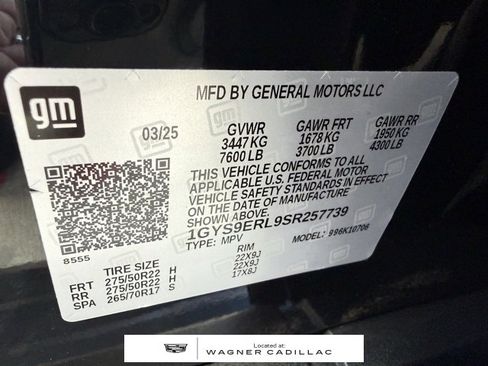 gm
MFD BY GENERAL MOTORS LLC
03/25 GVWR GAWR FRT GAWR RR
3447 KG 1678 KG 1950 KG
7600 LB 3700 LB 4300 LB
THIS VEHICLE CONFORMS TO ALL
APPLICABLE U.S. FEDERAL MOTOR
VEHICLE SAFETY STANDARDS IN EFFECT
ON THE DATE OF MANUFACTURE
SHOWN ABOVE.
1GYS9ERL9SR257739
8555
TYPE: MPV MODEL: 996K10706
TIRE SIZE RIM
FRT 275/50R22 H 22X9J
RR 275/50R22 H 22X9J
SPA 265/70R17 S 17X8J
Located at:
WAGNER CADILLAC